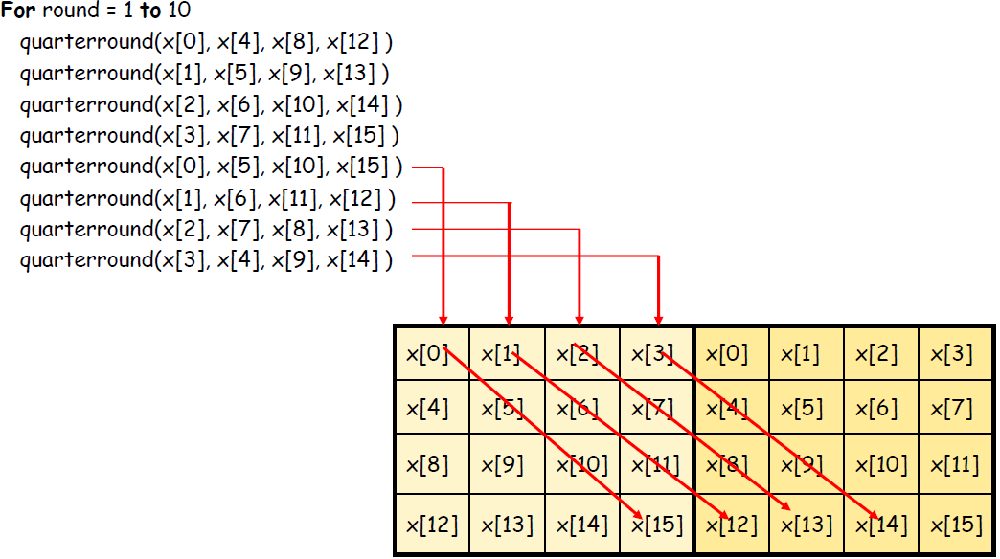 For round = 1 to 10
quarterround(x[0], x[4], x[8], x[12] )
quarterround(x[1], x[5], x[9], x[13] )
quarterround(x[2], x[6], x[10], x[14] )
quarterround(x[3], x[7], x[11], x[15] )
quarterround(x[0], x[5], x[10], x[15] )
quarterround(x[1], x[6], x[11], x[12] )
quarterround(x[2], x[7], x[8], x[13] )
quarterround(x[3], x[4], x[9], x[14] )
x[0] x[1] x[2] x[3] x[0] x[1] x[2] x[3]
x[4] x[5] x[6] x[7] x[4] x[5] x[6] x[7]
x[8] x[9] x[10] x[11] x[8] x[9] x[10] x[11]
x[12] x[13] x[14] x[15] x[12] x[13] x[14] x[15]